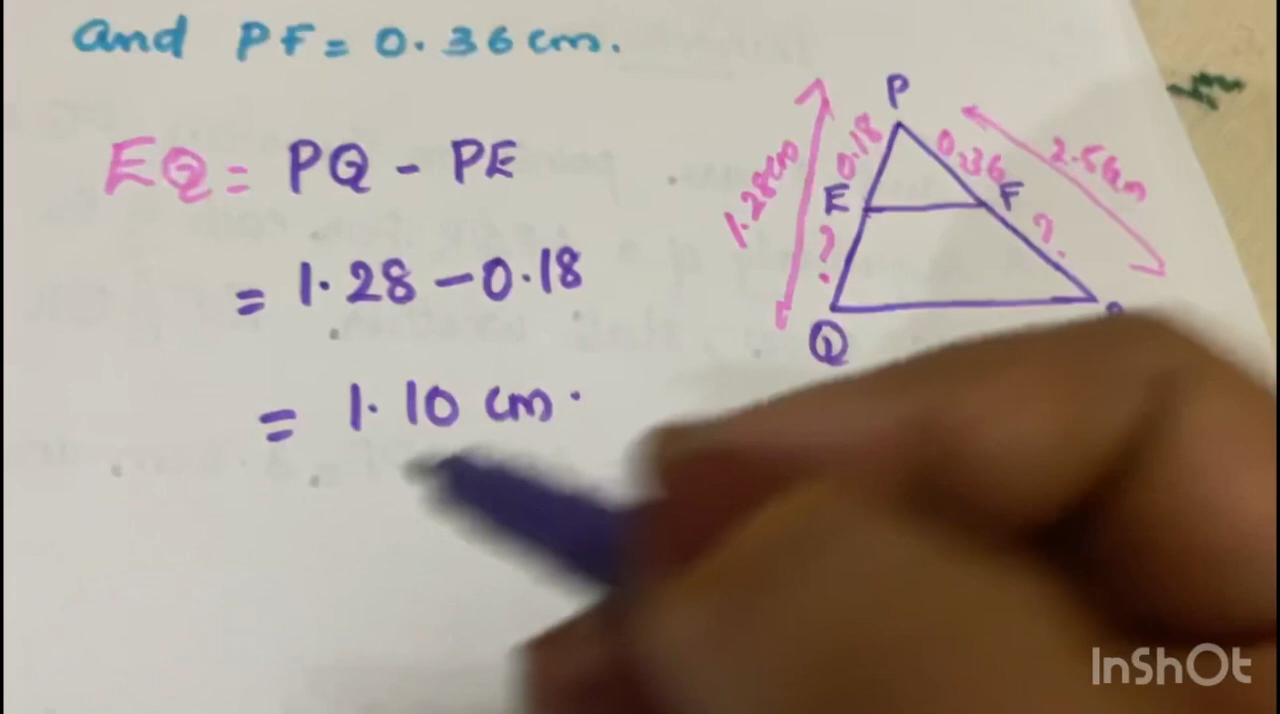 and PF = 0.36 cm.
EQ = PQ - PE
= 1.28 - 0.18
= 1.10 cm.
P
1.28cm
0.18
0.36
2.56cm
E
F
?
?
Q
InShOt